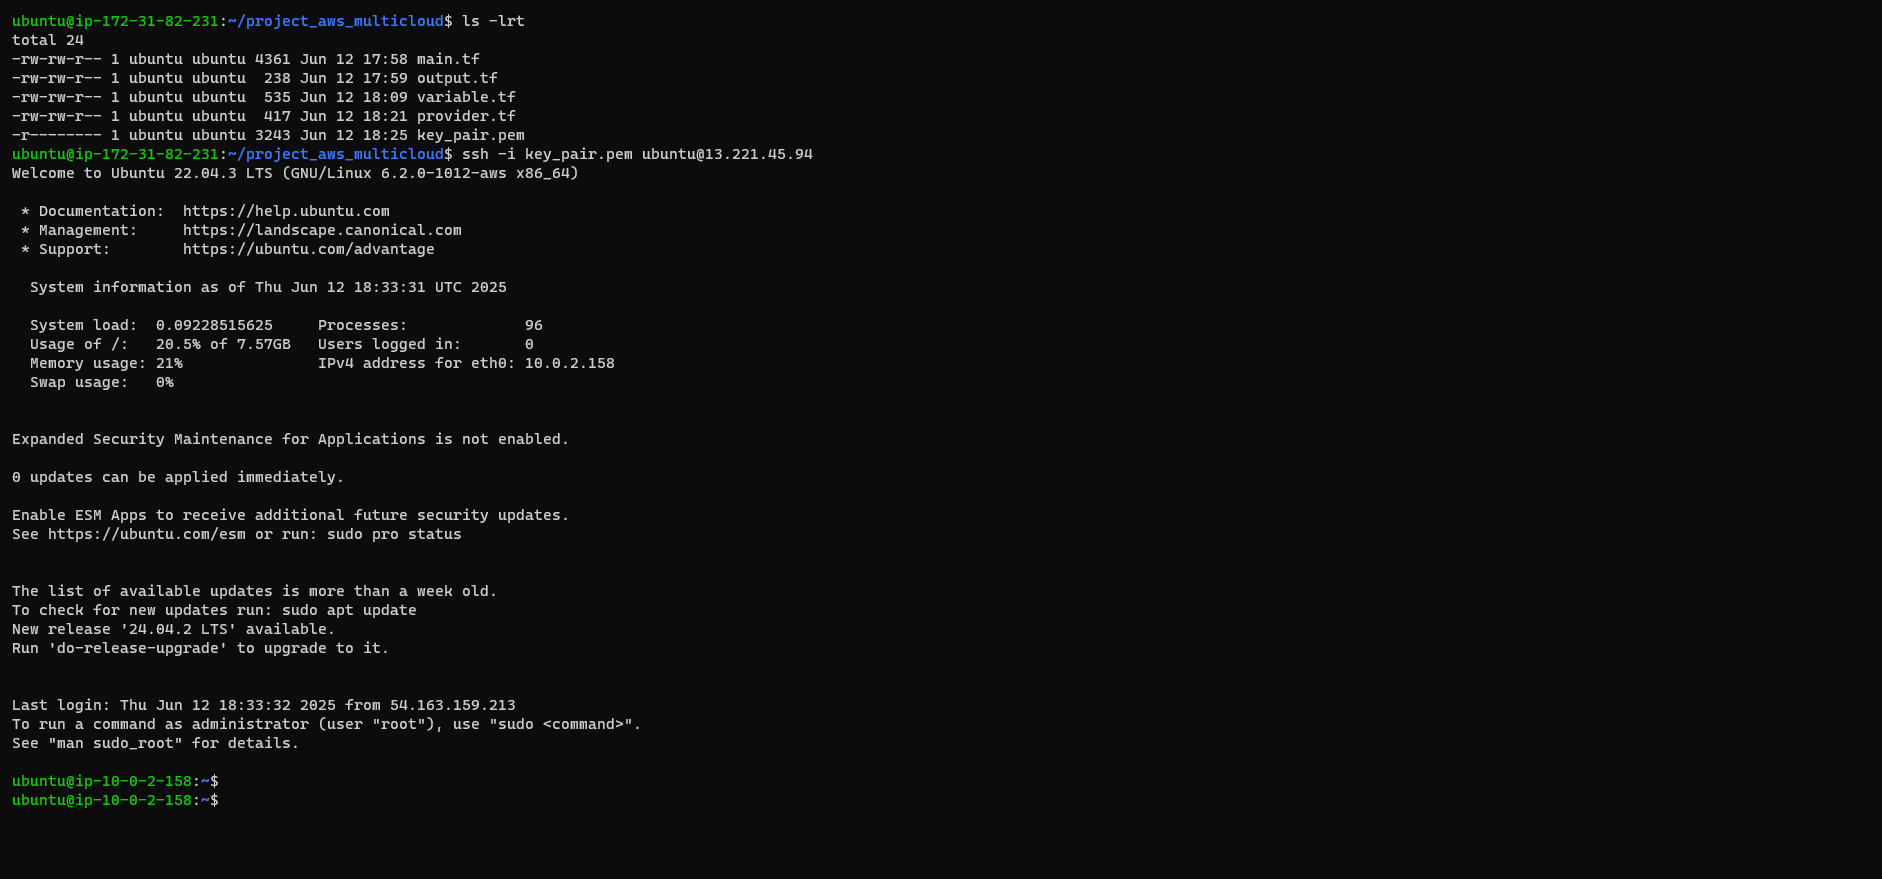 ubuntu@ip-172-31-82-231:~/project_aws_multicloud$ ls -lrt
total 24
-rw-rw-r-- 1 ubuntu ubuntu 4361 Jun 12 17:58 main.tf
-rw-rw-r-- 1 ubuntu ubuntu  238 Jun 12 17:59 output.tf
-rw-rw-r-- 1 ubuntu ubuntu  535 Jun 12 18:09 variable.tf
-rw-rw-r-- 1 ubuntu ubuntu  417 Jun 12 18:21 provider.tf
-r-------- 1 ubuntu ubuntu 3243 Jun 12 18:25 key_pair.pem
ubuntu@ip-172-31-82-231:~/project_aws_multicloud$ ssh -i key_pair.pem ubuntu@13.221.45.94
Welcome to Ubuntu 22.04.3 LTS (GNU/Linux 6.2.0-1012-aws x86_64)

 * Documentation:  https://help.ubuntu.com
 * Management:     https://landscape.canonical.com
 * Support:        https://ubuntu.com/advantage

  System information as of Thu Jun 12 18:33:31 UTC 2025

  System load:  0.09228515625     Processes:             96
  Usage of /:   20.5% of 7.57GB   Users logged in:       0
  Memory usage: 21%               IPv4 address for eth0: 10.0.2.158
  Swap usage:   0%

Expanded Security Maintenance for Applications is not enabled.

0 updates can be applied immediately.

Enable ESM Apps to receive additional future security updates.
See https://ubuntu.com/esm or run: sudo pro status

The list of available updates is more than a week old.
To check for new updates run: sudo apt update
New release '24.04.2 LTS' available.
Run 'do-release-upgrade' to upgrade to it.

Last login: Thu Jun 12 18:33:32 2025 from 54.163.159.213
To run a command as administrator (user "root"), use "sudo <command>".
See "man sudo_root" for details.

ubuntu@ip-10-0-2-158:~$
ubuntu@ip-10-0-2-158:~$